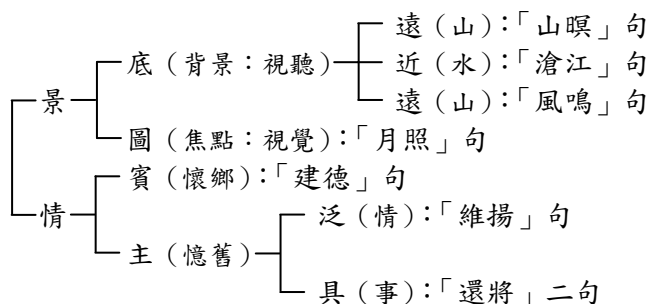 遠（山）：「山暝」句
底（背景：視聽）
近（水）：「滄江」句
遠（山）：「風鳴」句
景
圖（焦點：視覺）：「月照」句
賓（懷鄉）：「建德」句
情
泛（情）：「維揚」句
主（憶舊）
具（事）：「還將」二句